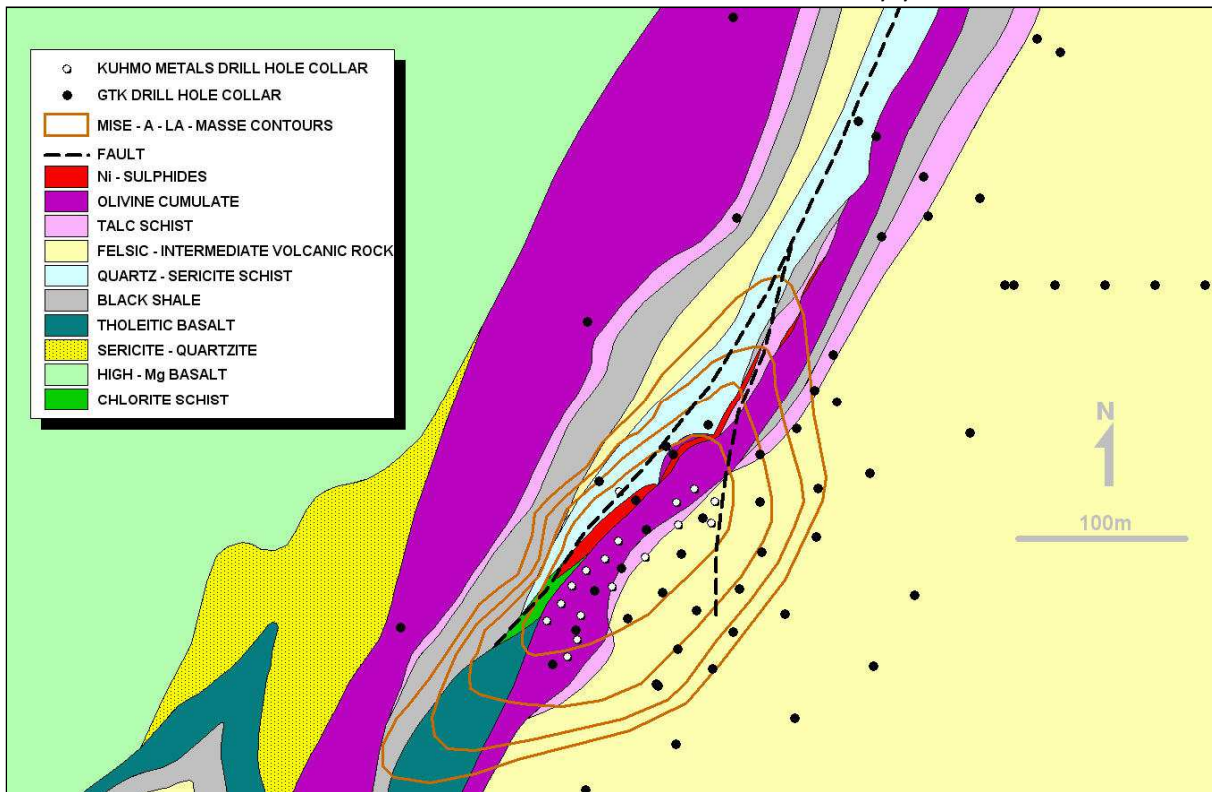 KUHMO METALS DRILL HOLE COLLAR
GTK DRILL HOLE COLLAR
MISE - A - LA - MASSE CONTOURS
FAULT
Ni - SULPHIDES
OLIVINE CUMULATE
TALC SCHIST
FELSIC - INTERMEDIATE VOLCANIC ROCK
QUARTZ - SERICITE SCHIST
BLACK SHALE
THOLEITIC BASALT
SERICITE - QUARTZITE
HIGH - Mg BASALT
CHLORITE SCHIST
N
100m